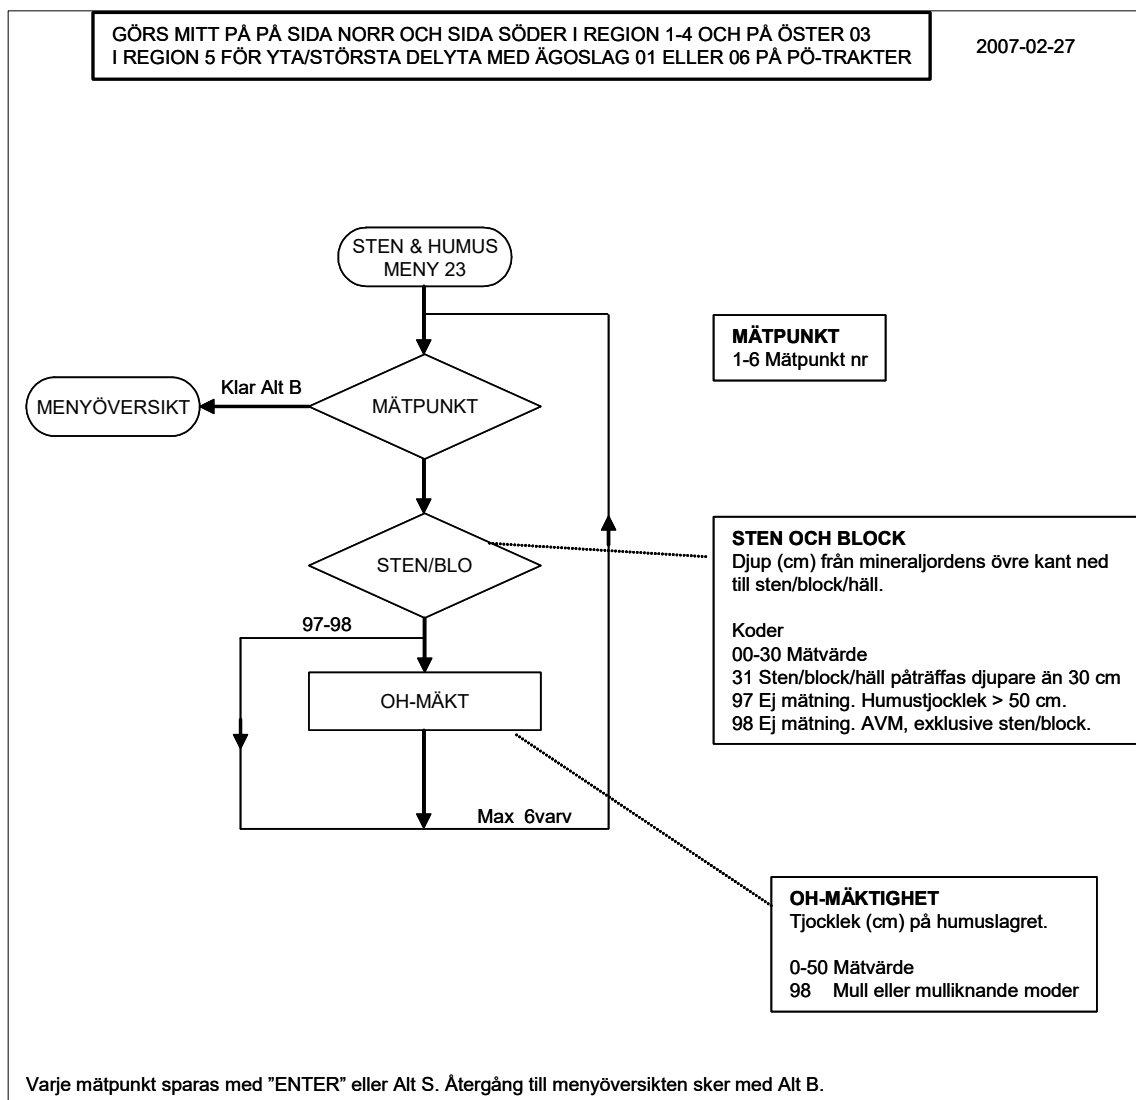 GÖRS MITT PÅ PÅ SIDA NORR OCH SIDA SÖDER I REGION 1-4 OCH PÅ ÖSTER 03
I REGION 5 FÖR YTA/STÖRSTA DELYTA MED ÄGOSLAG 01 ELLER 06 PÅ PÖ-TRAKTER
2007-02-27
STEN & HUMUS
MENY 23
MÄTPUNKT
1-6 Mätpunkt nr
Klar Alt B
MENYÖVERSIKT
MÄTPUNKT
STEN/BLO
STEN OCH BLOCK
Djup (cm) från mineraljordens övre kant ned
till sten/block/häll.
Koder
00-30 Mätvärde
31 Sten/block/häll påträffas djupare än 30 cm
97 Ej mätning. Humustjocklek > 50 cm.
98 Ej mätning. AVM, exklusive sten/block.
97-98
OH-MÄKT
Max 6varv
OH-MÄKTIGHET
Tjocklek (cm) på humuslagret.
0-50 Mätvärde
98 Mull eller mulliknande moder
Varje mätpunkt sparas med ”ENTER” eller Alt S. Återgång till menyöversikten sker med Alt B.